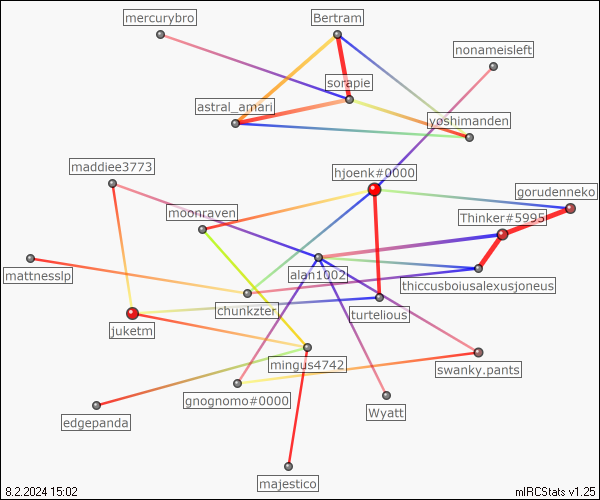 mercurybro
Bertram
nonameisleft
sorapie
astral_amari
yoshimanden
maddiee3773
hjoenk#0000
gorudenneko
moonraven
Thinker#5995
mattnesslp
alan1002
thiccusboiusalexusjoneus
chunkzter
turtelious
juketm
mingus4742
swanky.pants
gnognomo#0000
Wyatt
edgepanda
majestico
8.2.2024 15:02
mIRCStats v1.25